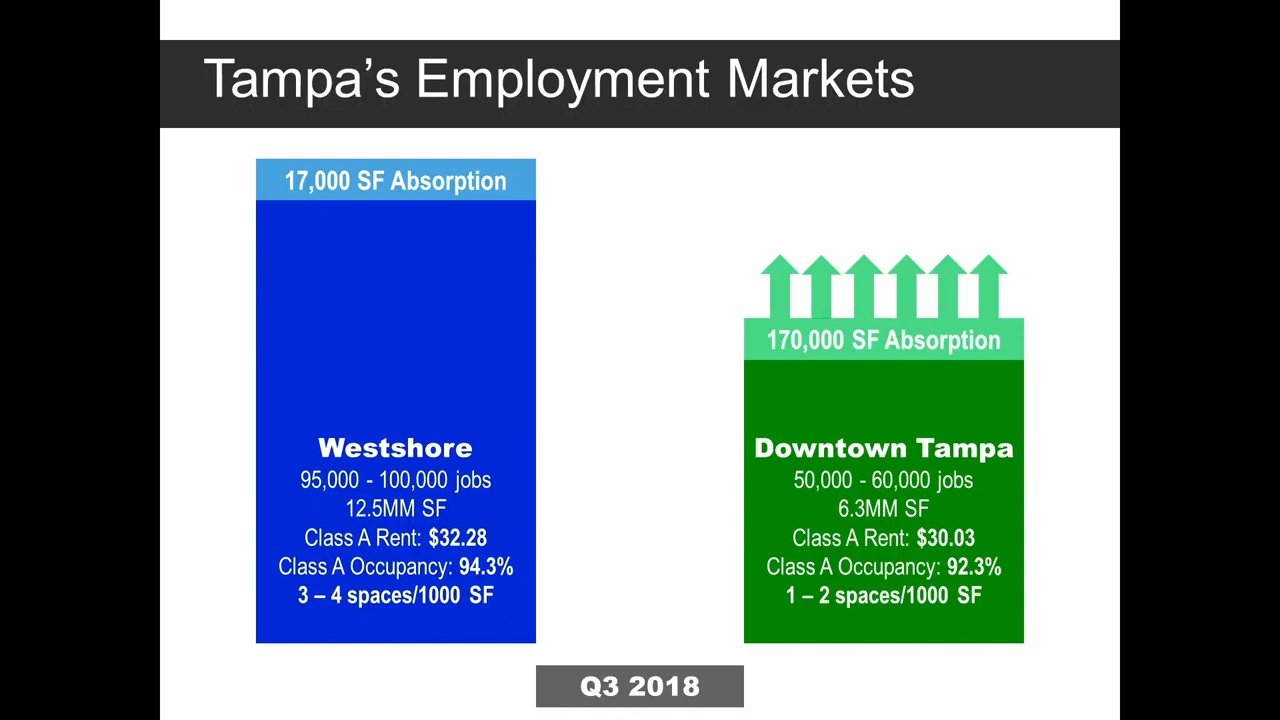 Tampa’s Employment Markets
17,000 SF Absorption
Westshore
95,000 - 100,000 jobs
12.5MM SF
Class A Rent: $32.28
Class A Occupancy: 94.3%
3 – 4 spaces/1000 SF
170,000 SF Absorption
Downtown Tampa
50,000 - 60,000 jobs
6.3MM SF
Class A Rent: $30.03
Class A Occupancy: 92.3%
1 – 2 spaces/1000 SF
Q3 2018